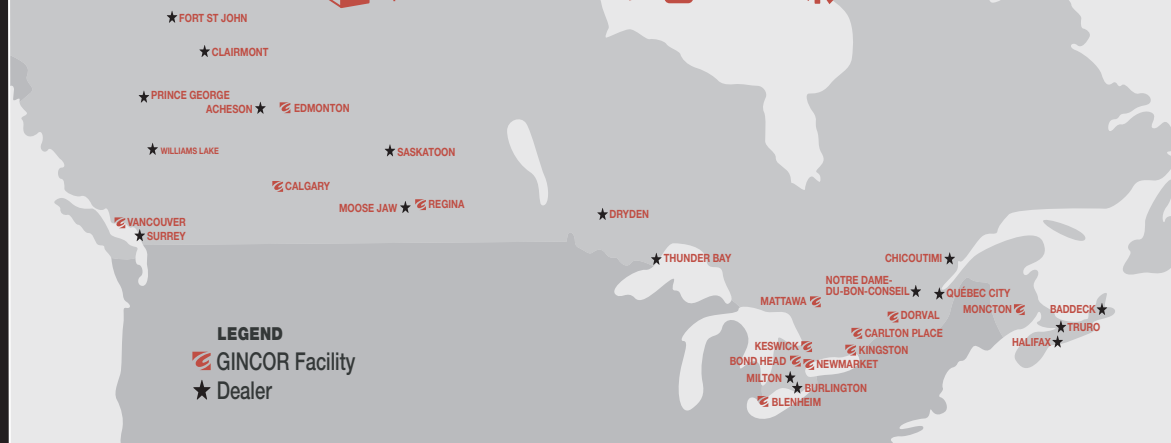 FORT ST JOHN
CLAIRMONT
PRINCE GEORGE
ACHESON
EDMONTON
WILLIAMS LAKE
SASKATOON
CALGARY
MOOSE JAW
REGINA
VANCOUVER
SURREY
DRYDEN
THUNDER BAY
CHICOUTIMI
NOTRE DAME-
DU-BON-CONSEIL
QUÉBEC CITY
MATTAWA
MONCTON
BADDECK
DORVAL
TRURO
CARLTON PLACE
HALIFAX
KESWICK
KINGSTON
BOND HEAD
NEWMARKET
MILTON
BURLINGTON
BLENHEIM
LEGEND
GINCOR Facility
Dealer